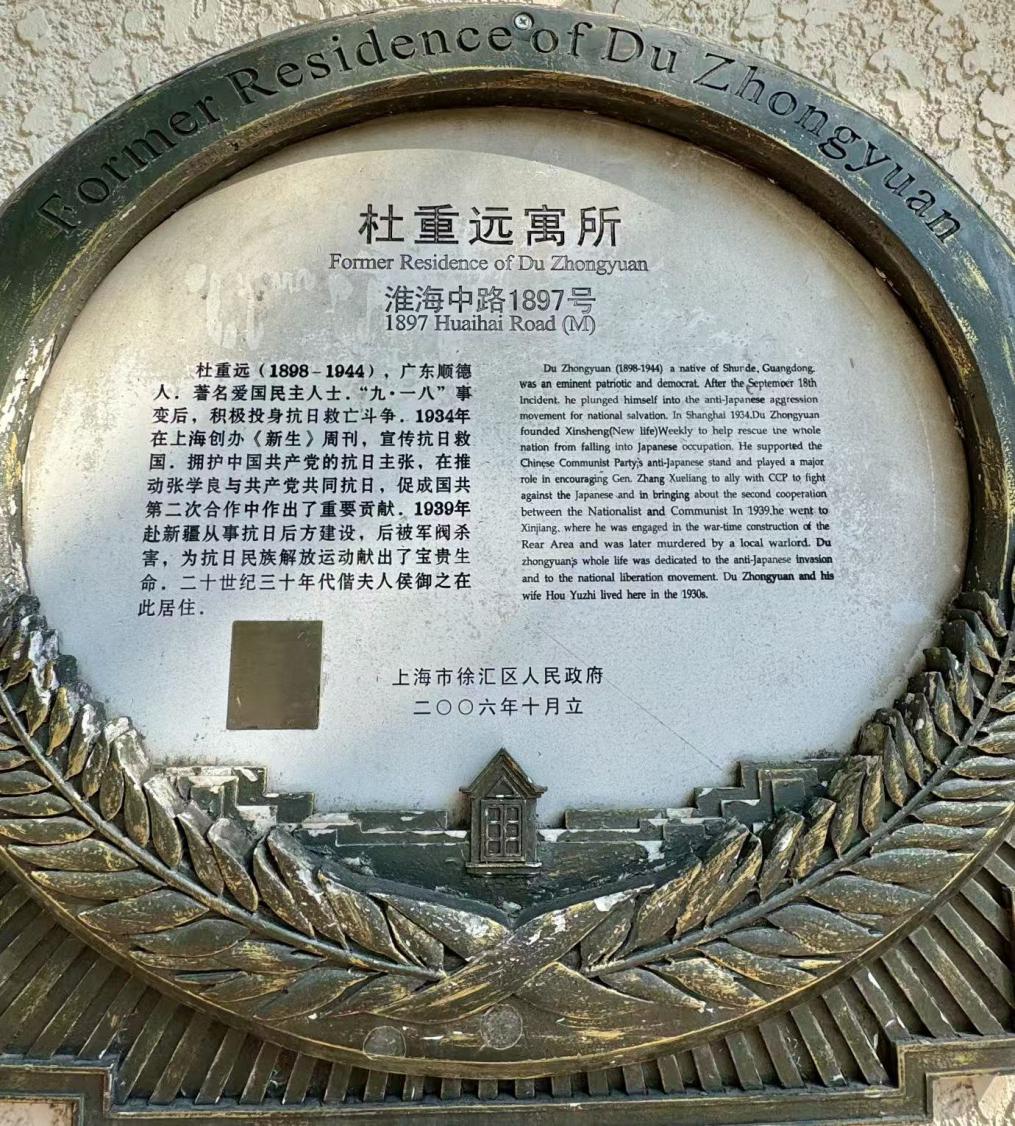 Former Residence of Du Zhongyuan
杜重远寓所
Former Residence of Du Zhongyuan
淮海中路1897号
1897 Huaihai Road (M)
杜重远(1898-1944),广东顺德
人.著名爱国民主人士.“九·一八”事
变后,积极投身抗日救亡斗争.1934年
在上海创办《新生》周刊,宣传抗日救
国.拥护中国共产党的抗日主张,在推
动张学良与共产党共同抗日,促成国共
第二次合作中作出了重要贡献.1939年
赴新疆从事抗日后方建设,后被军阀杀
害,为抗日民族解放运动献出了宝贵生
命.二十世纪三十年代偕夫人侯御之在
此居住.
Du Zhongyuan (1898-1944) a native of Shunde, Guangdong,
was an eminent patriotic and democrat. After the September 18th
Incident, he plunged himself into the anti-Japanese aggression
movement for national salvation. In Shanghai 1934,Du Zhongyuan
founded Xinsheng(New life)Weekly to help rescue the whole
nation from falling into Japanese occupation. He supported the
Chinese Communist Party's anti-Japanese stand and played a major
role in encouraging Gen. Zhang Xueliang to ally with CCP to fight
against the Japanese and in bringing about the second cooperation
between the Nationalist and Communist In 1939,he went to
Xinjiang, where he was engaged in the war-time construction of the
Rear Area and was later murdered by a local warlord. Du
zhongyuan's whole life was dedicated to the anti-Japanese invasion
and to the national liberation movement. Du Zhongyuan and his
wife Hou Yuzhi lived here in the 1930s.
上海市徐汇区人民政府
二〇〇六年十月立